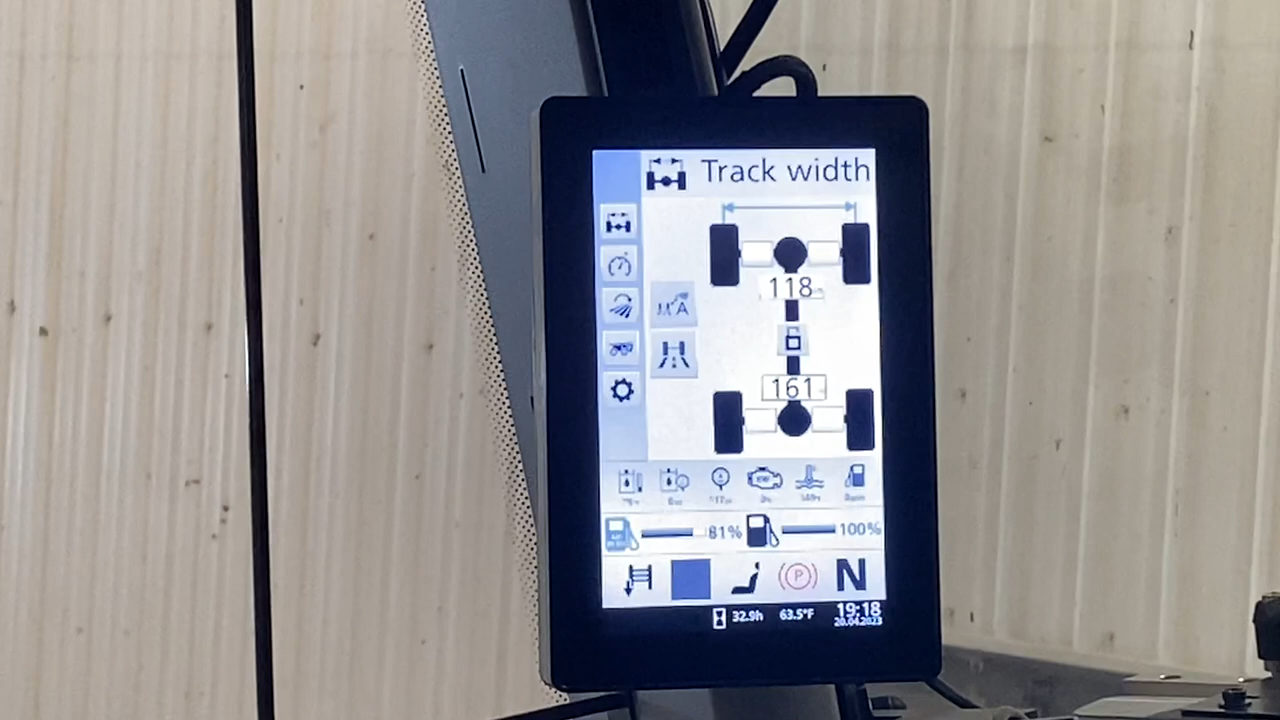 Track width
118
M A
161
81% 100%
P N
32.9h 63.5°F 19:18
20.04.2023